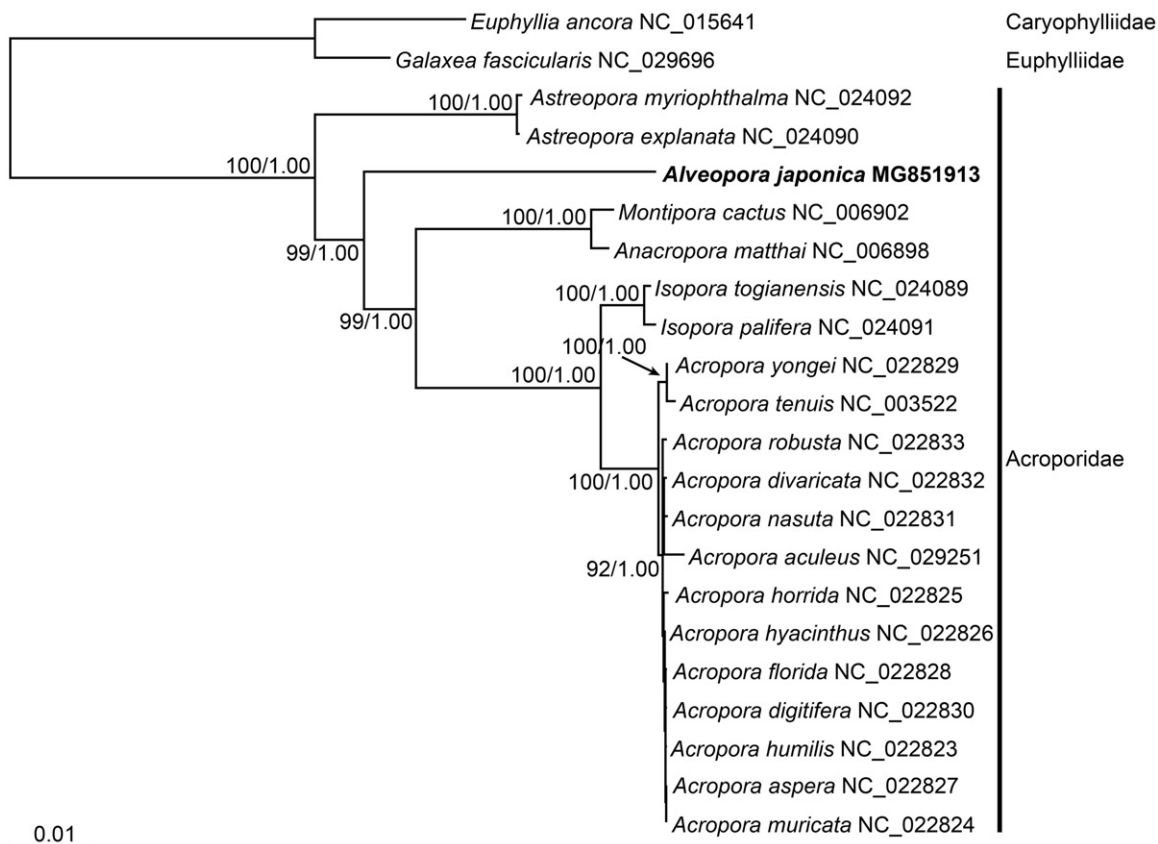 Euphyllia ancora NC_015641
Caryophylliidae
Galaxea fascicularis NC_029696
Euphylliidae
100/1.00
Astreopora myriophthalma NC_024092
Astreopora explanata NC_024090
100/1.00
Alveopora japonica MG851913
100/1.00
Montipora cactus NC_006902
99/1.00
Anacropora matthai NC_006898
100/1.00
Isopora togianensis NC_024089
99/1.00
Isopora palifera NC_024091
100/1.00
Acropora yongei NC_022829
100/1.00
Acropora tenuis NC_003522
Acropora robusta NC_022833
Acroporidae
100/1.00
Acropora divaricata NC_022832
Acropora nasuta NC_022831
Acropora aculeus NC_029251
92/1.00
Acropora horrida NC_022825
Acropora hyacinthus NC_022826
Acropora florida NC_022828
Acropora digitifera NC_022830
Acropora humilis NC_022823
Acropora aspera NC_022827
Acropora muricata NC_022824
0.01